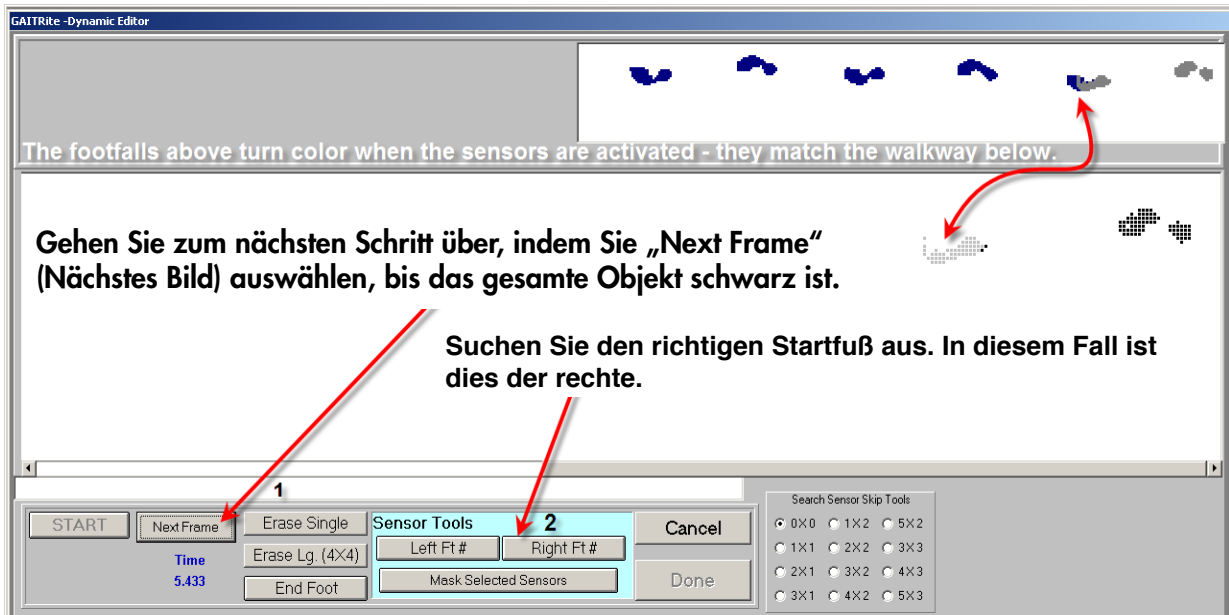 GAITRite -Dynamic Editor
The footfalls above turn color when the sensors are activated - they match the walkway below.
Gehen Sie zum nächsten Schritt über, indem Sie „Next Frame“
(Nächstes Bild) auswählen, bis das gesamte Objekt schwarz ist.
Suchen Sie den richtigen Startfuß aus. In diesem Fall ist
dies der rechte.
1
START
Next Frame
Time
5.433
Erase Single
Erase Lg. (4X4)
End Foot
Sensor Tools
2
Left Ft #
Right Ft #
Mask Selected Sensors
Cancel
Done
Search Sensor Skip Tools
0X0 1X2 5X2
1X1 2X2 3X3
2X1 3X2 4X3
3X1 4X2 5X3